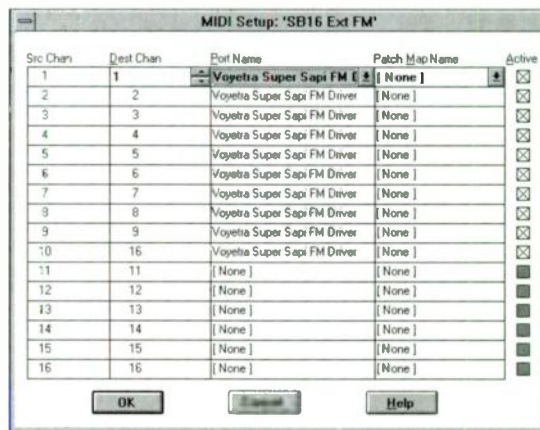 MIDI Setup: 'SB16 Ext FM'
Src Chan Dest Chan Port Name Patch Map Name Active
1 1 Voyetra Super Sapi FM D [ None ]
2 2 Voyetra Super Sapi FM Driver [ None ]
3 3 Voyetra Super Sapi FM Driver [ None ]
4 4 Voyetra Super Sapi FM Driver [ None ]
5 5 Voyetra Super Sapi FM Driver [ None ]
6 6 Voyetra Super Sapi FM Driver [ None ]
7 7 Voyetra Super Sapi FM Driver [ None ]
8 8 Voyetra Super Sapi FM Driver [ None ]
9 9 Voyetra Super Sapi FM Driver [ None ]
10 16 Voyetra Super Sapi FM Driver [ None ]
11 11 [ None ] [ None ]
12 12 [ None ] [ None ]
13 13 [ None ] [ None ]
14 14 [ None ] [ None ]
15 15 [ None ] [ None ]
16 16 [ None ] [ None ]
OK Help